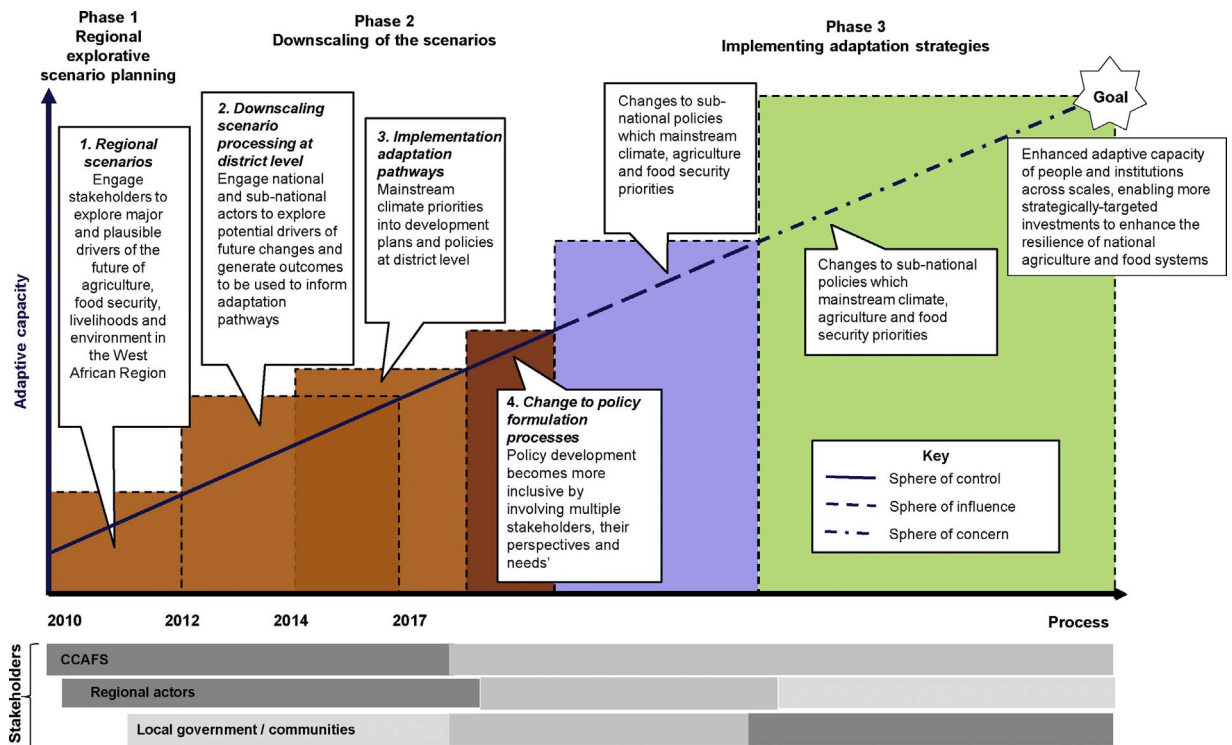 Phase 1
Regional
explorative
scenario planning
Phase 2
Downscaling of the scenarios
Phase 3
Implementing adaptation strategies
Adaptive capacity
1. Regional
scenarios
Engage
stakeholders to
explore major
and plausible
drivers of the
future of
agriculture,
food security,
livelihoods and
environment in
the West
African Region
2. Downscaling
scenario
processing at
district level
Engage national
and sub-national
actors to explore
potential drivers of
future changes and
generate outcomes
to be used to inform
adaptation
pathways
3. Implementation
adaptation
pathways
Mainstream
climate priorities
into development
plans and policies
at district level
4. Change to policy
formulation
processes
Policy development
becomes more
inclusive by
involving multiple
stakeholders, their
perspectives and
needs’
Changes to sub-
national policies
which mainstream
climate, agriculture
and food security
priorities
Changes to sub-national
policies which
mainstream climate,
agriculture and food
security priorities
Goal
Enhanced adaptive capacity
of people and institutions
across scales, enabling more
strategically-targeted
investments to enhance the
resilience of national
agriculture and food systems
Key
Sphere of control
Sphere of influence
Sphere of concern
2010
2012
2014
2017
Process
Stakeholders
CCAFS
Regional actors
Local government / communities